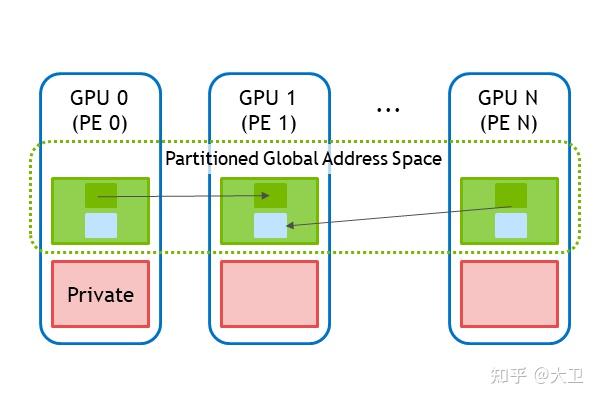 GPU 0
(PE 0)
GPU 1
(PE 1)
...
GPU N
(PE N)
Partitioned Global Address Space
Private
知乎 @大卫